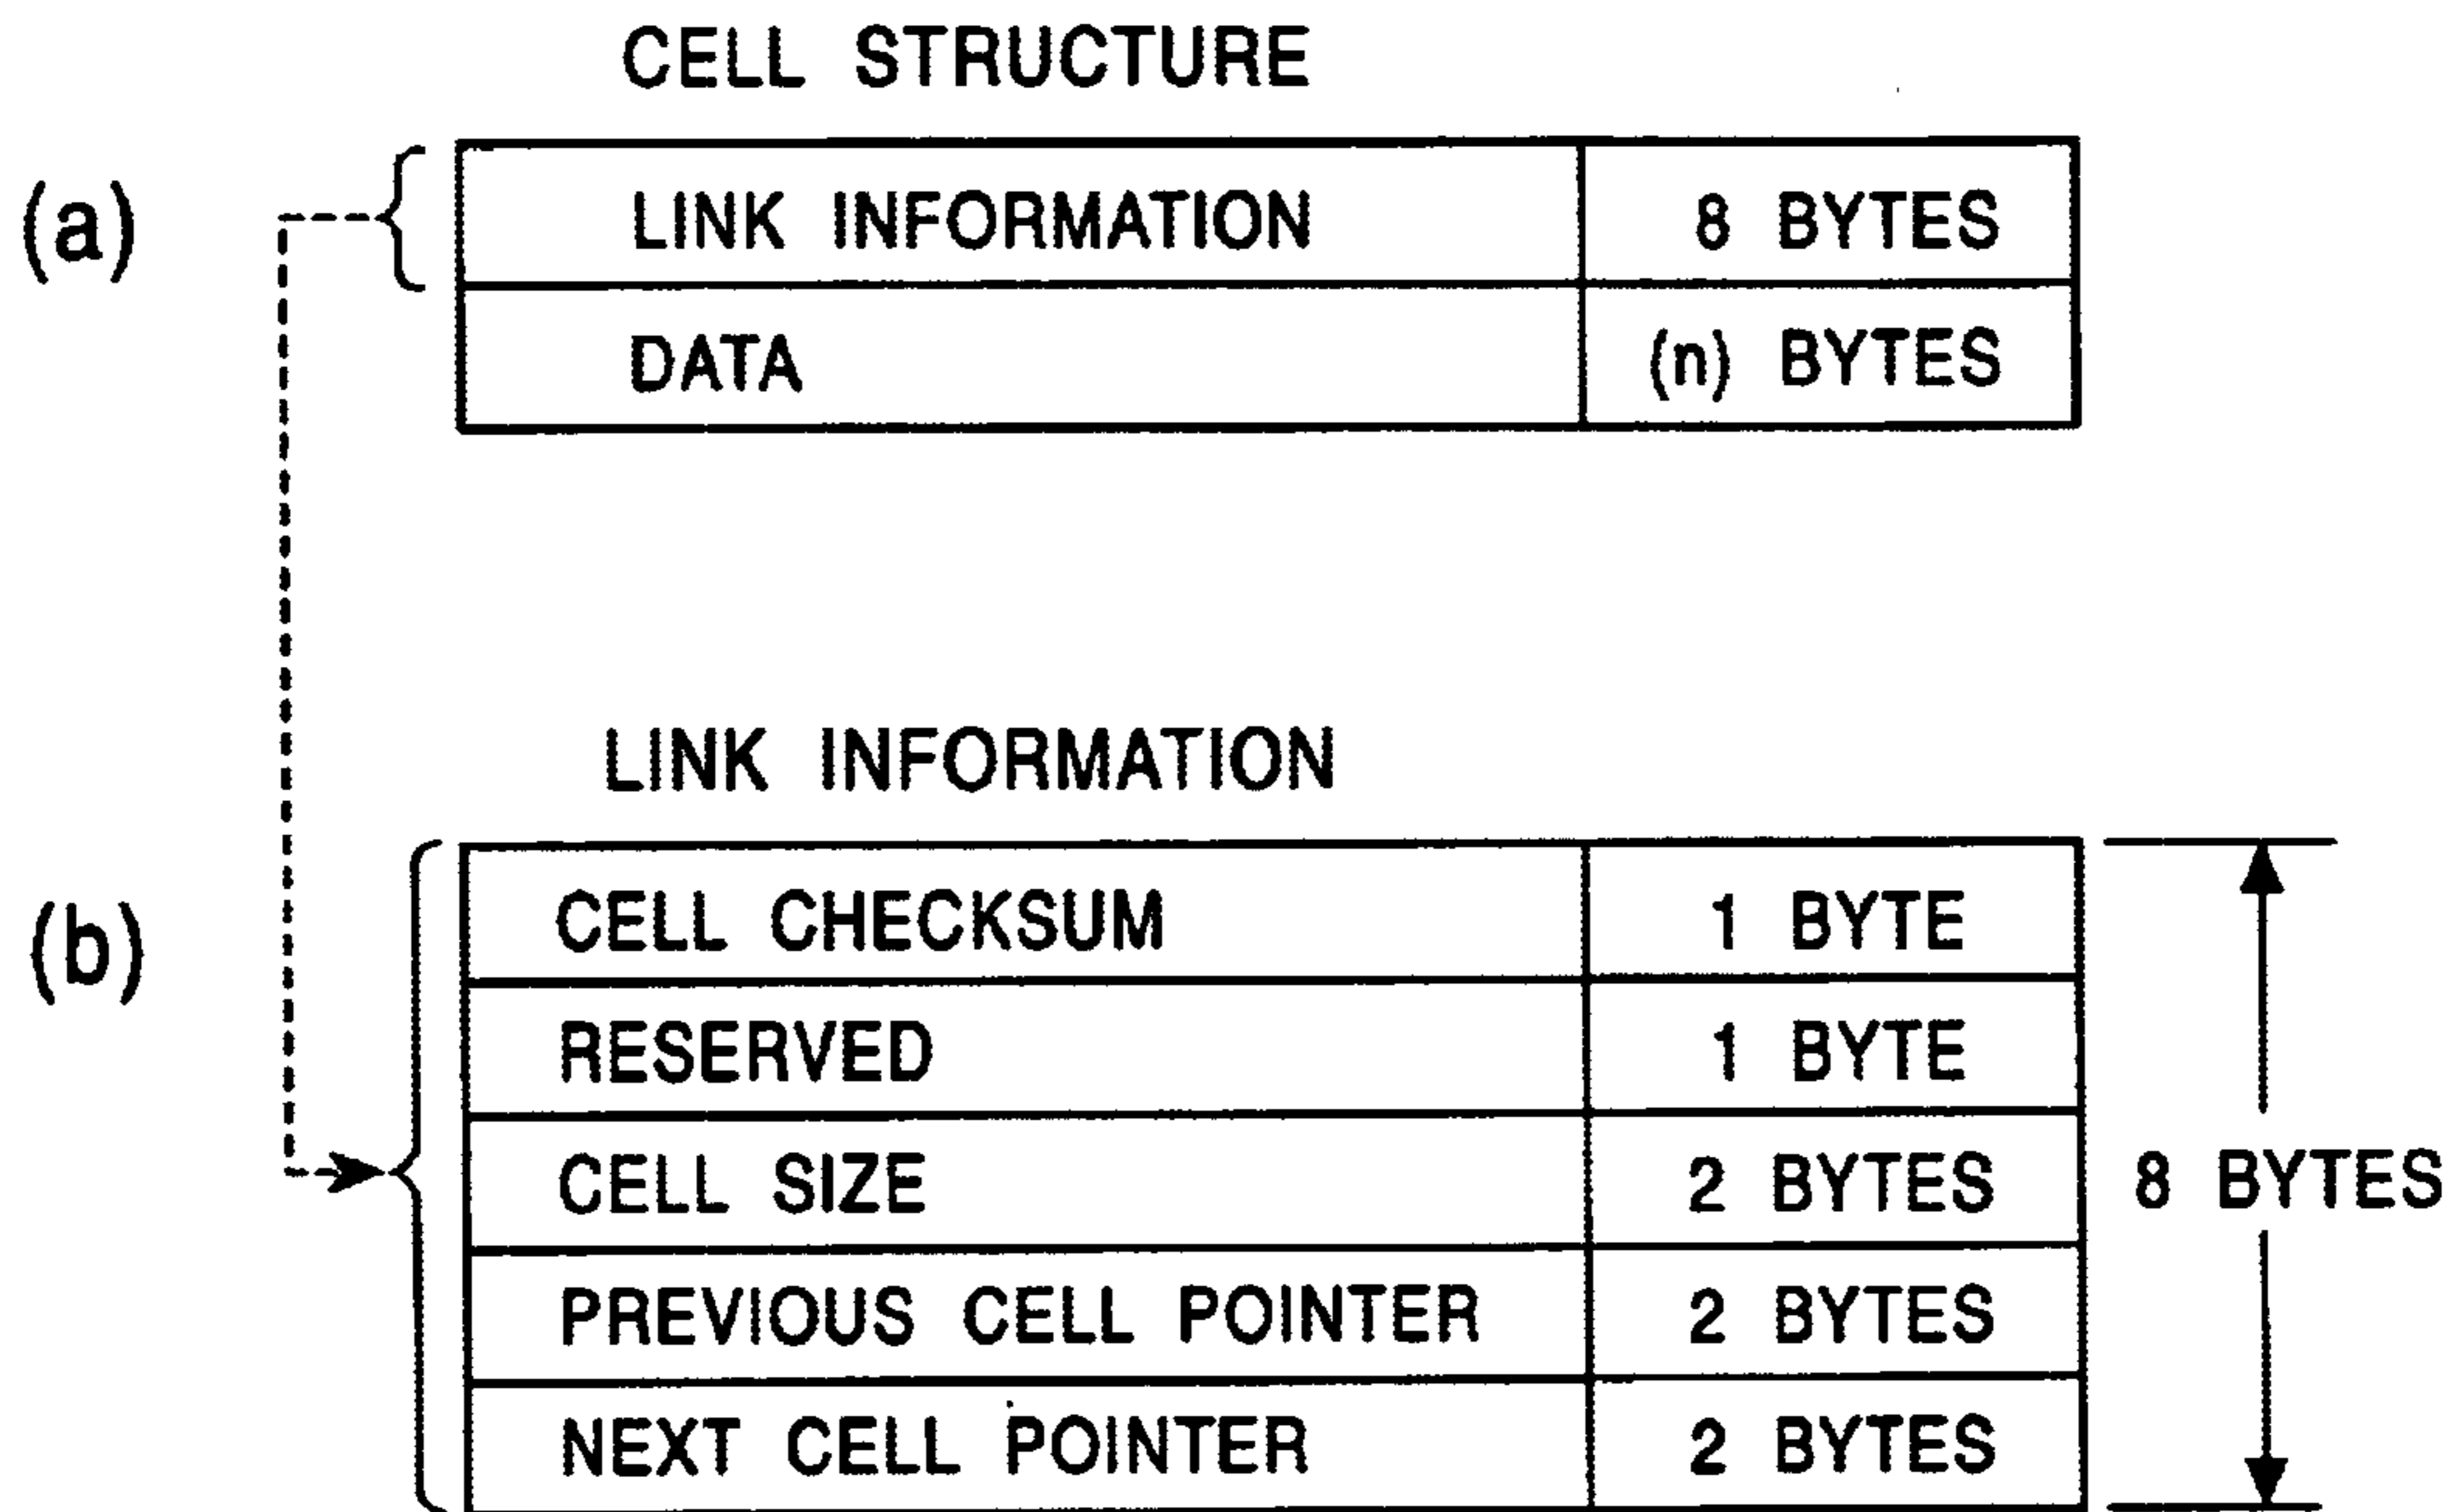 CELL STRUCTURE
(a)
LINK INFORMATION 8 BYTES
DATA (n) BYTES
LINK INFORMATION
(b)
CELL CHECKSUM 1 BYTE
RESERVED 1 BYTE
CELL SIZE 2 BYTES
8 BYTES
PREVIOUS CELL POINTER 2 BYTES
NEXT CELL POINTER 2 BYTES